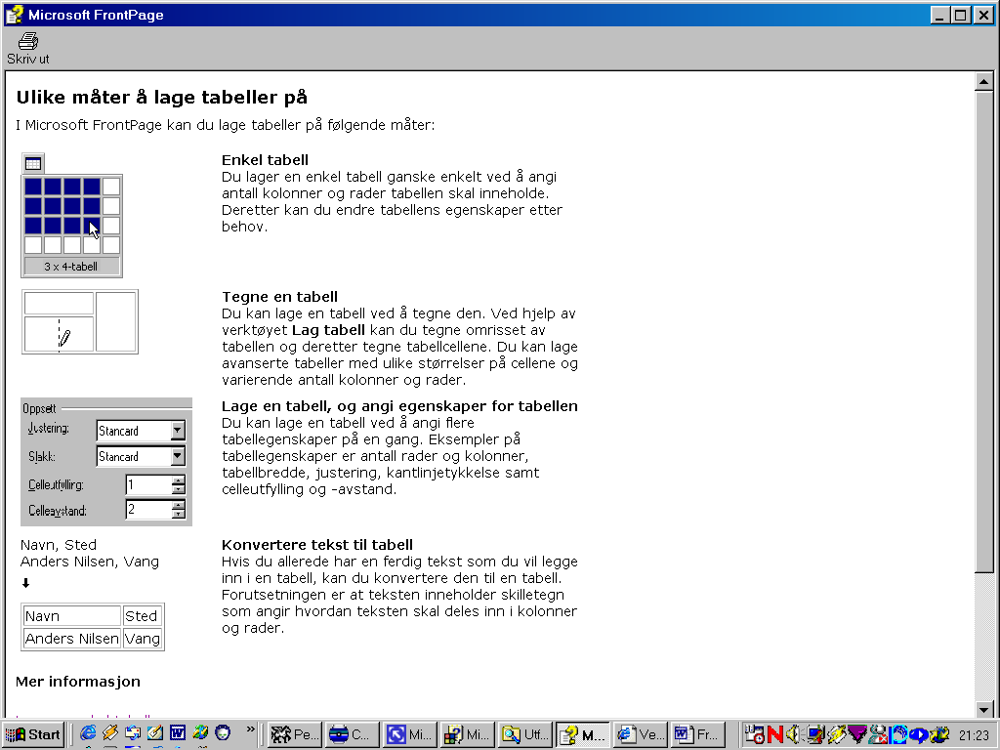 Microsoft FrontPage
Skriv ut
Ulike måter å lage tabeller på
I Microsoft FrontPage kan du lage tabeller på følgende måter:
3 x 4-tabell
Enkel tabell
Du lager en enkel tabell ganske enkelt ved å angi
antall kolonner og rader tabellen skal inneholde.
Deretter kan du endre tabellens egenskaper etter
behov.
Tegne en tabell
Du kan lage en tabell ved å tegne den. Ved hjelp av
verktøyet Lag tabell kan du tegne omrisset av
tabellen og deretter tegne tabellcellene. Du kan lage
avanserte tabeller med ulike størrelser på cellene og
varierende antall kolonner og rader.
Oppsett
Justering: Standard
Slakk: Standard
Celleutfylling: 1
Celleavstand: 2
Lage en tabell, og angi egenskaper for tabellen
Du kan lage en tabell ved å angi flere
tabellegenskaper på en gang. Eksempler på
tabellegenskaper er antall rader og kolonner,
tabellbredde, justering, kantlinjetykkelse samt
celleutfylling og -avstand.
Navn, Sted
Anders Nilsen, Vang
Navn Sted
Anders Nilsen Vang
Konvertere tekst til tabell
Hvis du allerede har en ferdig tekst som du vil legge
inn i en tabell, kan du konvertere den til en tabell.
Forutsetningen er at teksten inneholder skilletegn
som angir hvordan teksten skal deles inn i kolonner
og rader.
Mer informasjon
Start » Pe... C... Mi... Mi... Utf... M... Ve... Fr... 21:23